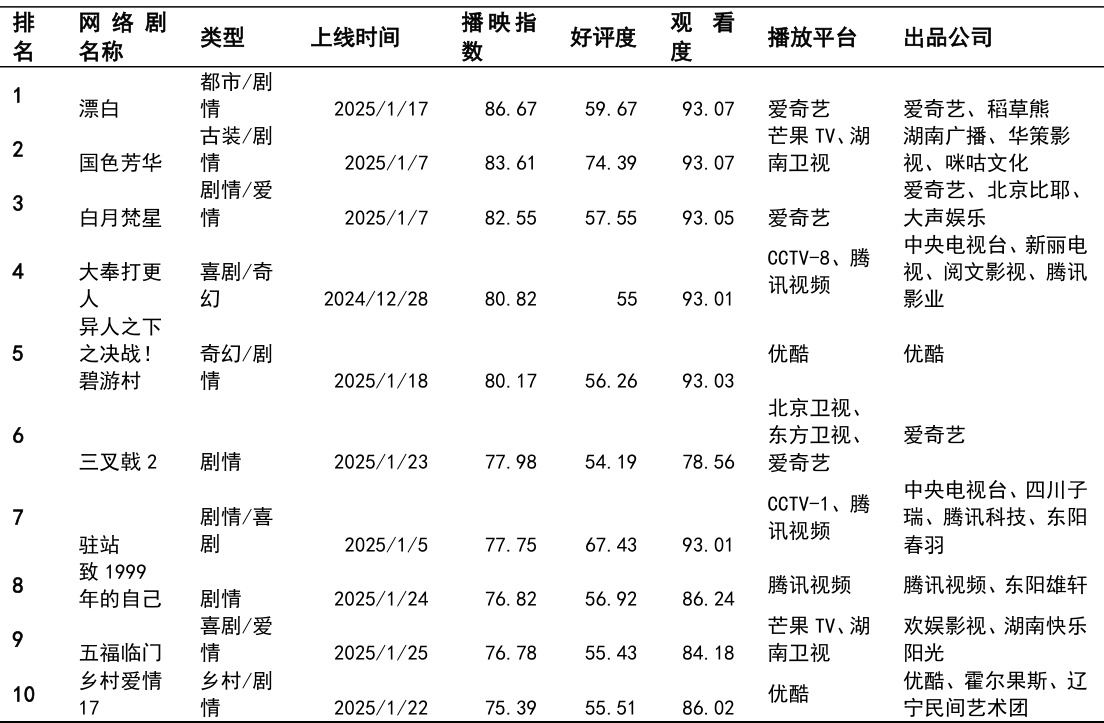 排名 网络剧名称 类型 上线时间 播映指数 好评度 观看度 播放平台 出品公司
1 漂白 都市/剧情 2025/1/17 86.67 59.67 93.07 爱奇艺 爱奇艺、稻草熊
2 国色芳华 古装/剧情 2025/1/7 83.61 74.39 93.07 芒果TV、湖南卫视 湖南广播、华策影视、咪咕文化
3 白月梵星 剧情/爱情 2025/1/7 82.55 57.55 93.05 爱奇艺 爱奇艺、北京比耶、大声娱乐
4 大奉打更人 喜剧/奇幻 2024/12/28 80.82 55 93.01 CCTV-8、腾讯视频 中央电视台、新丽电视、阅文影视、腾讯影业
5 异人之下之决战！碧游村 奇幻/剧情 2025/1/18 80.17 56.26 93.03 优酷 优酷
6 三叉戟2 剧情 2025/1/23 77.98 54.19 78.56 北京卫视、东方卫视、爱奇艺 爱奇艺
7 驻站 剧情/喜剧 2025/1/5 77.75 67.43 93.01 CCTV-1、腾讯视频 中央电视台、四川子瑞、腾讯科技、东阳春羽
8 致1999年的自己 剧情 2025/1/24 76.82 56.92 86.24 腾讯视频 腾讯视频、东阳雄轩
9 五福临门 喜剧/爱情 2025/1/25 76.78 55.43 84.18 芒果TV、湖南卫视 欢娱影视、湖南快乐阳光
10 乡村爱情17 乡村/剧情 2025/1/22 75.39 55.51 86.02 优酷 优酷、霍尔果斯、辽宁民间艺术团